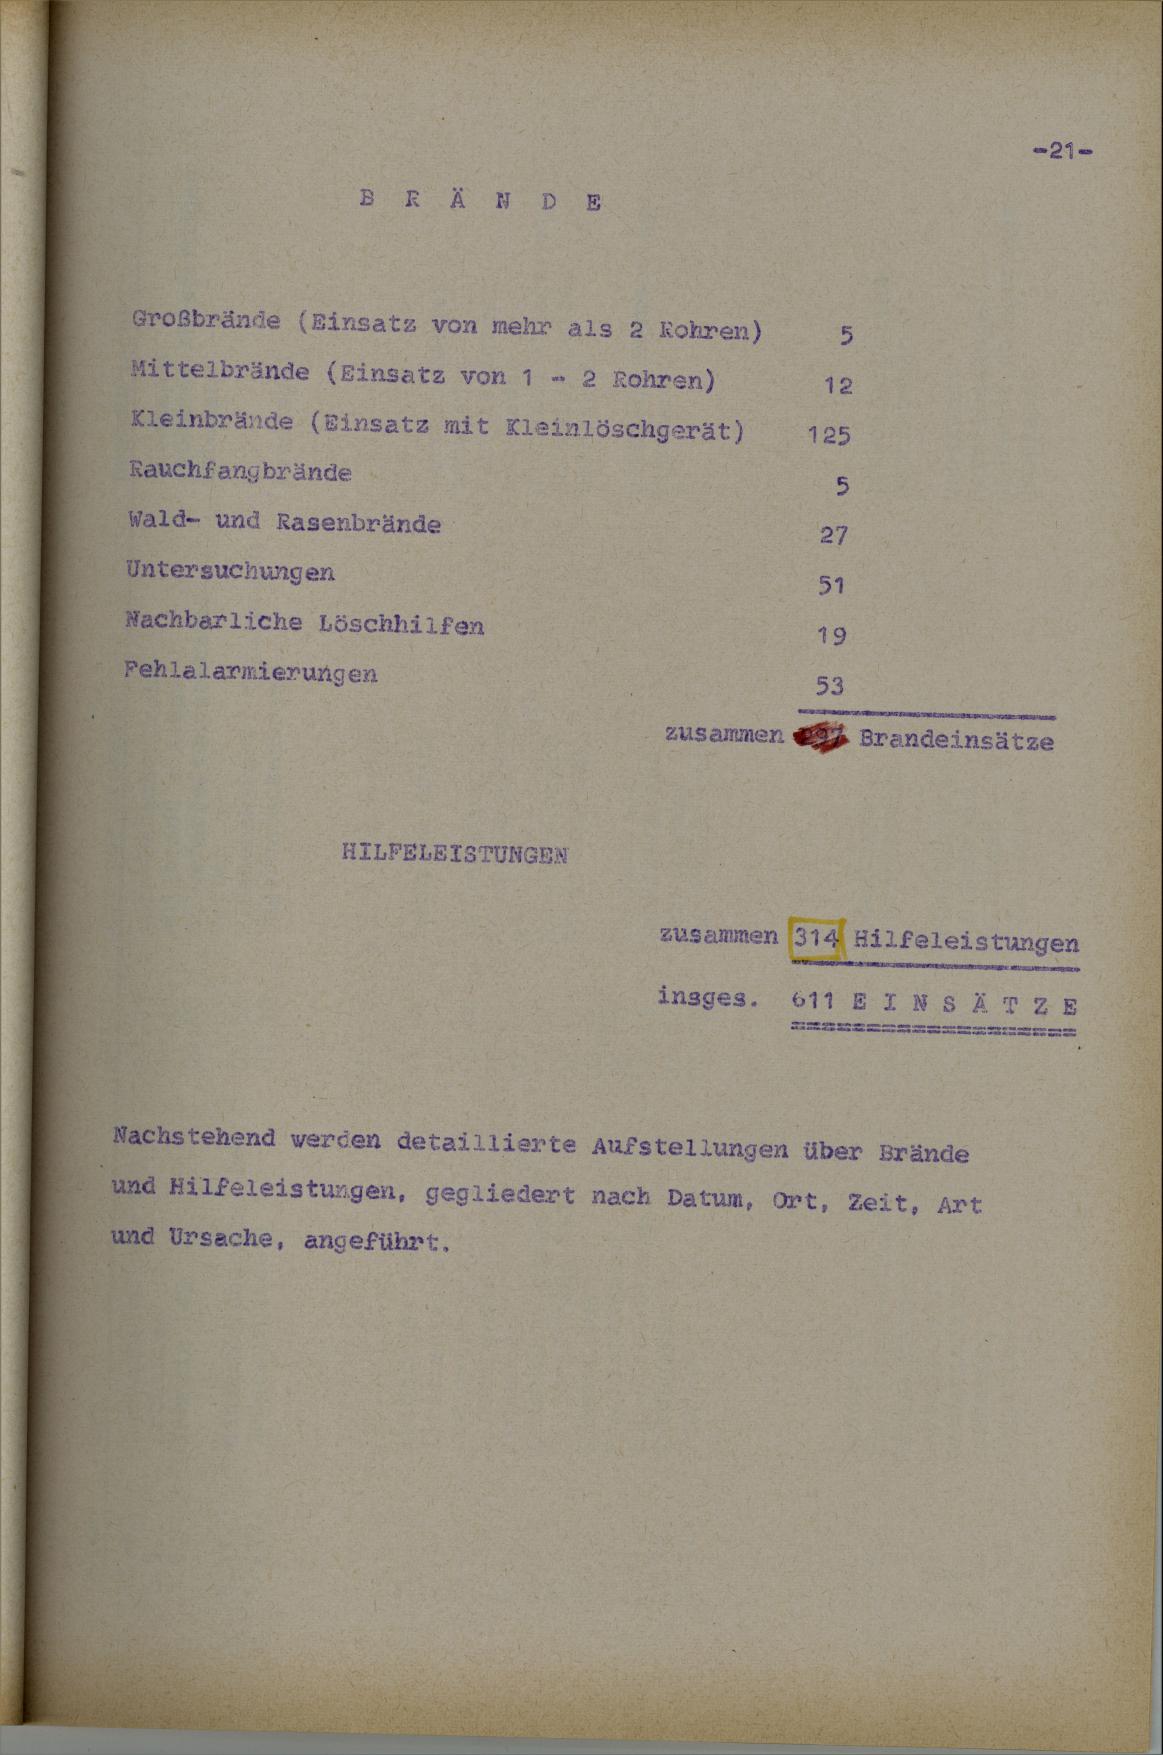 -21-
B R Ä N D E
Großbrände (Einsatz von mehr als 2 Rohren) 5
Mittelbrände (Einsatz von 1 - 2 Rohren) 12
Kleinbrände (Einsatz mit Kleinlöschgerät) 125
Rauchfangbrände 5
Wald- und Rasenbrände 27
Untersuchungen 51
Nachbarliche Löschhilfen 19
Fehlalarmierungen 53
zusammen 297 Brandeinsätze
HILFELEISTUNGEN
zusammen 314 Hilfeleistungen
insges. 611 E I N S Ä T Z E
Nachstehend werden detaillierte Aufstellungen über Brände
und Hilfeleistungen, gegliedert nach Datum, Ort, Zeit, Art
und Ursache, angeführt.